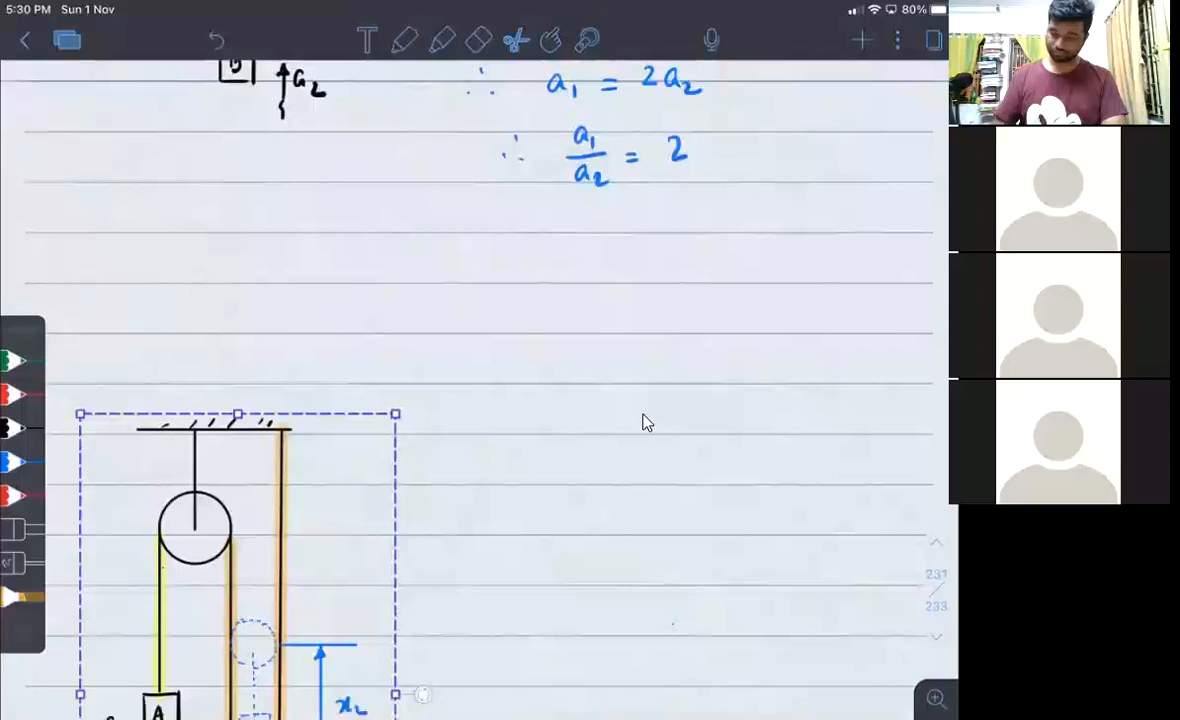 5:30 PM Sun 1 Nov
80%
a₂
∴ a₁ = 2a₂
∴ a₁/a₂ = 2
231
/
233
x₂
A